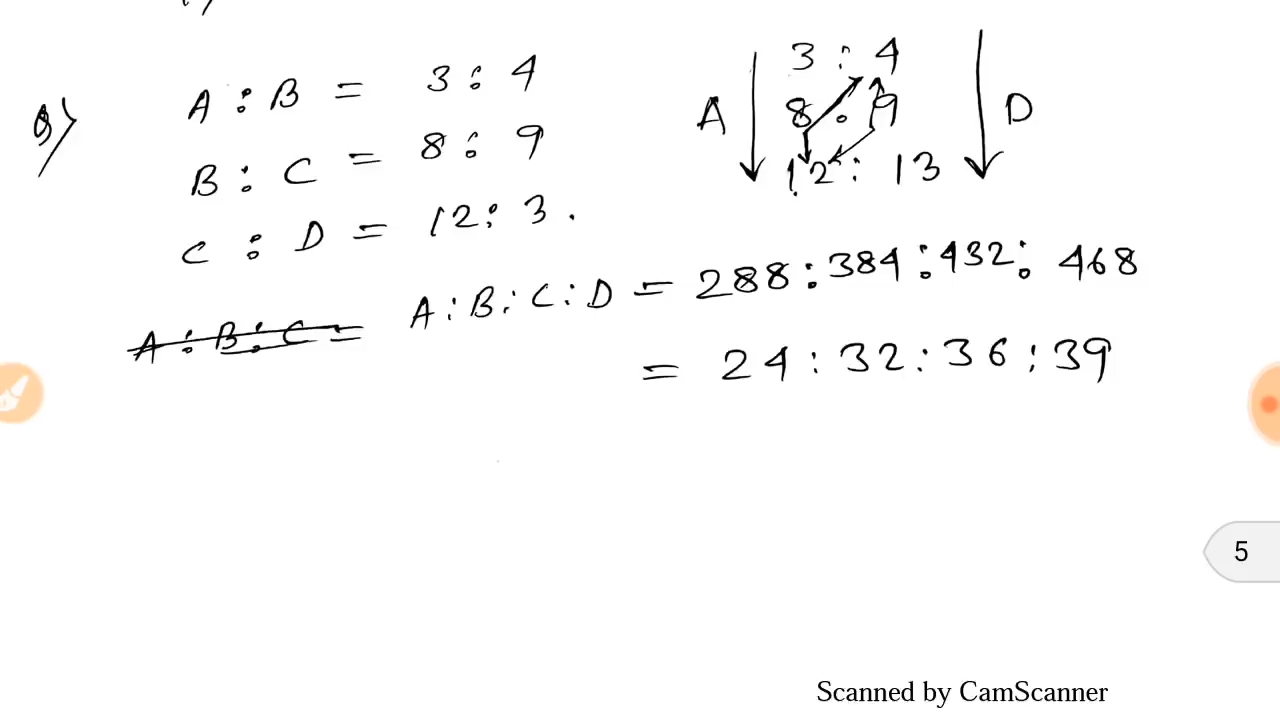 Q) A : B = 3 : 4
B : C = 8 : 9
C : D = 12 : 3.
A 3 : 4 D
8 : 9
12 : 13
A : B : C = A : B : C : D = 288 : 384 : 432 : 468
= 24 : 32 : 36 : 39
5
Scanned by CamScanner